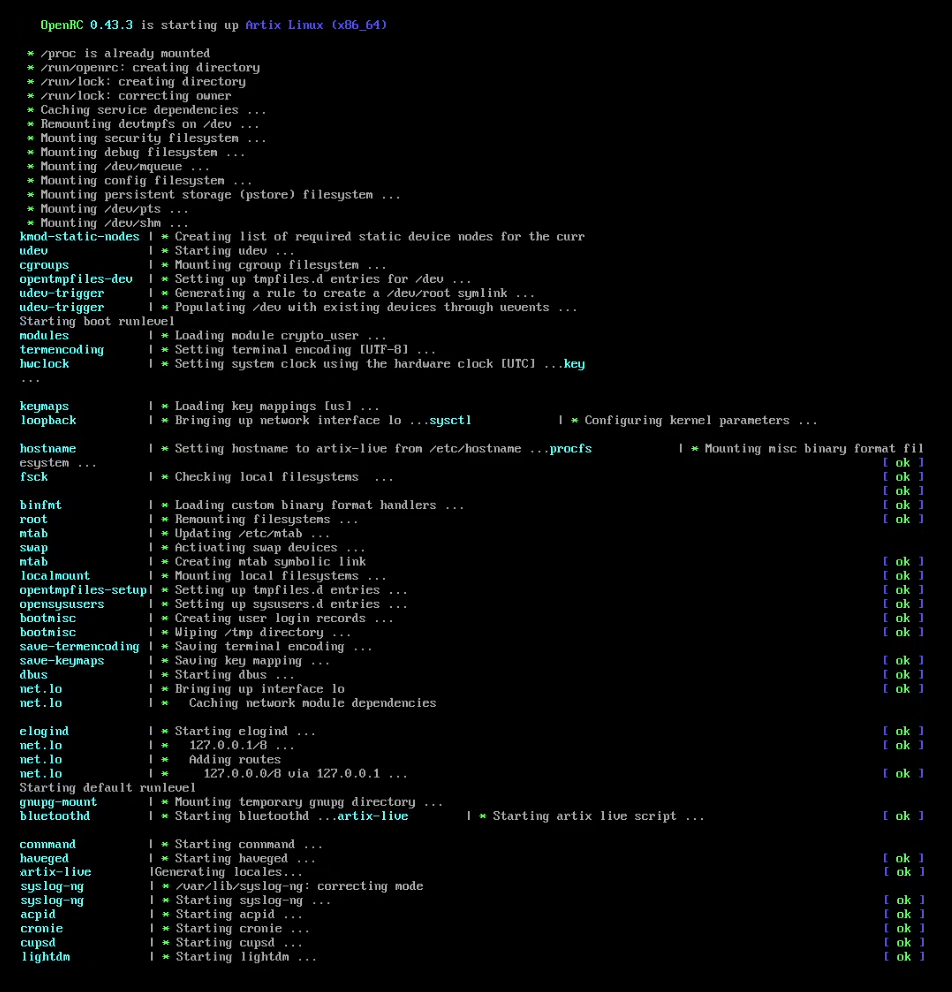 OpenRC 0.43.3 is starting up Artix Linux (x86_64)
* /proc is already mounted
* /run/openrc: creating directory
* /run/lock: creating directory
* /run/lock: correcting owner
* Caching service dependencies ...
* Remounting devtmpfs on /dev ...
* Mounting security filesystem ...
* Mounting debug filesystem ...
* Mounting /dev/mqueue ...
* Mounting config filesystem ...
* Mounting persistent storage (pstore) filesystem ...
* Mounting /dev/pts ...
* Mounting /dev/shm ...
kmod-static-nodes | * Creating list of required static device nodes for the curr
udev | * Starting udev ...
cgroups | * Mounting cgroup filesystem ...
opentmpfiles-dev | * Setting up tmpfiles.d entries for /dev ...
udev-trigger | * Generating a rule to create a /dev/root symlink ...
udev-trigger | * Populating /dev with existing devices through uevents ...
Starting boot runlevel
modules | * Loading module crypto_user ...
termencoding | * Setting terminal encoding [UTF-8] ...
hwclock | * Setting system clock using the hardware clock [UTC] ...key
...
keymaps | * Loading key mappings [us] ...
loopback | * Bringing up network interface lo ...sysctl | * Configuring kernel parameters ...
hostname | * Setting hostname to artix-live from /etc/hostname ...procfs | * Mounting misc binary format fil
esystem ... [ ok ]
fsck | * Checking local filesystems ... [ ok ]
[ ok ]
binfmt | * Loading custom binary format handlers ... [ ok ]
root | * Remounting filesystems ... [ ok ]
mtab | * Updating /etc/mtab ...
swap | * Activating swap devices ...
mtab | * Creating mtab symbolic link [ ok ]
localmount | * Mounting local filesystems ... [ ok ]
opentmpfiles-setup| * Setting up tmpfiles.d entries ... [ ok ]
opensysusers | * Setting up sysusers.d entries ... [ ok ]
bootmisc | * Creating user login records ... [ ok ]
bootmisc | * Wiping /tmp directory ... [ ok ]
save-termencoding | * Saving terminal encoding ...
save-keymaps | * Saving key mapping ... [ ok ]
dbus | * Starting dbus ... [ ok ]
net.lo | * Bringing up interface lo [ ok ]
net.lo | * Caching network module dependencies
elogind | * Starting elogind ... [ ok ]
net.lo | * 127.0.0.1/8 ... [ ok ]
net.lo | * Adding routes
net.lo | * 127.0.0.0/8 via 127.0.0.1 ... [ ok ]
Starting default runlevel
gnupg-mount | * Mounting temporary gnupg directory ...
bluetoothd | * Starting bluetoothd ...artix-live | * Starting artix live script ... [ ok ]
connmand | * Starting connmand ...
haveged | * Starting haveged ... [ ok ]
artix-live |Generating locales... [ ok ]
syslog-ng | * /var/lib/syslog-ng: correcting mode
syslog-ng | * Starting syslog-ng ... [ ok ]
acpid | * Starting acpid ... [ ok ]
cronie | * Starting cronie ... [ ok ]
cupsd | * Starting cupsd ... [ ok ]
lightdm | * Starting lightdm ... [ ok ]